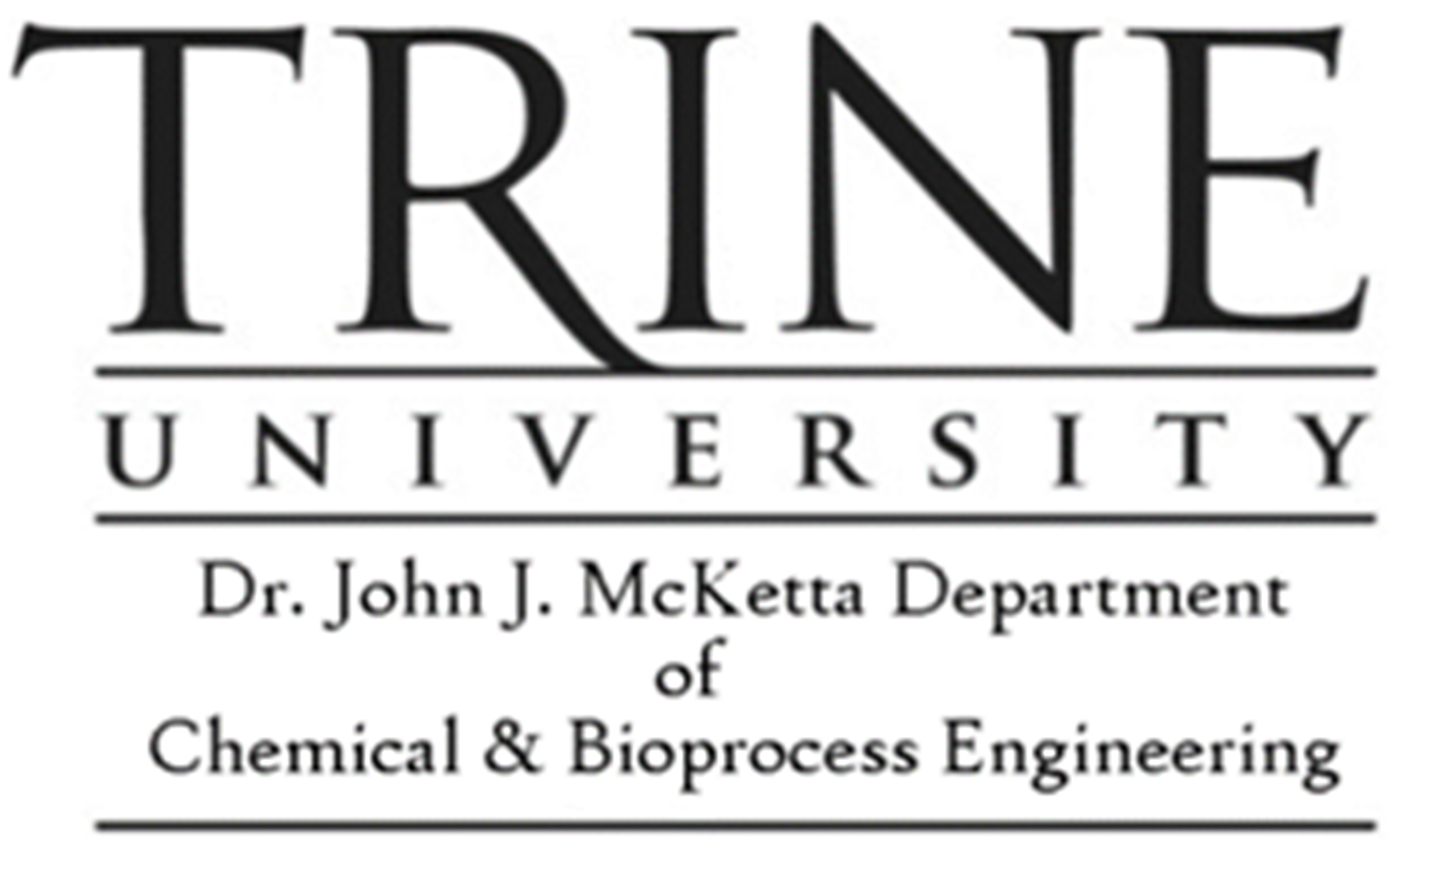 TRINE
UNIVERSITY
Dr. John J. McKetta Department
of
Chemical & Bioprocess Engineering